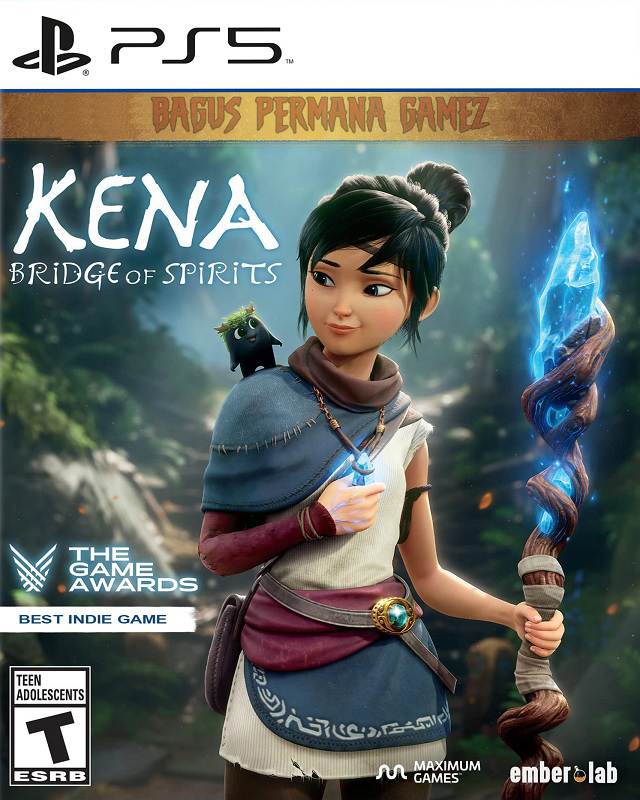 PS5
BAGUS PERMANA GAMEZ
KENA
BRIDGE OF SPIRITS
THE
GAME
AWARDS
BEST INDIE GAME
TEEN
ADOLESCENTS
T
ESRB
MAXIMUM
GAMES™
ember lab